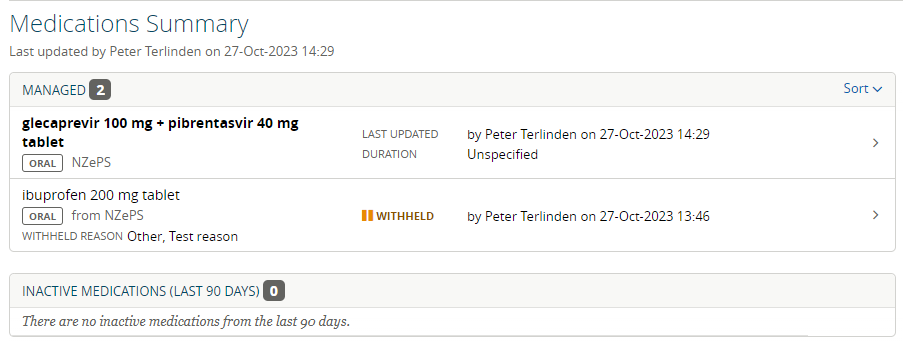 Medications Summary
Last updated by Peter Terlinden on 27-Oct-2023 14:29
MANAGED 2
Sort
glecaprevir 100 mg + pibrentasvir 40 mg
tablet
ORAL NZePS
LAST UPDATED by Peter Terlinden on 27-Oct-2023 14:29
DURATION Unspecified
ibuprofen 200 mg tablet
ORAL from NZePS
WITHHELD REASON Other, Test reason
WITHHELD by Peter Terlinden on 27-Oct-2023 13:46
INACTIVE MEDICATIONS (LAST 90 DAYS) 0
There are no inactive medications from the last 90 days.